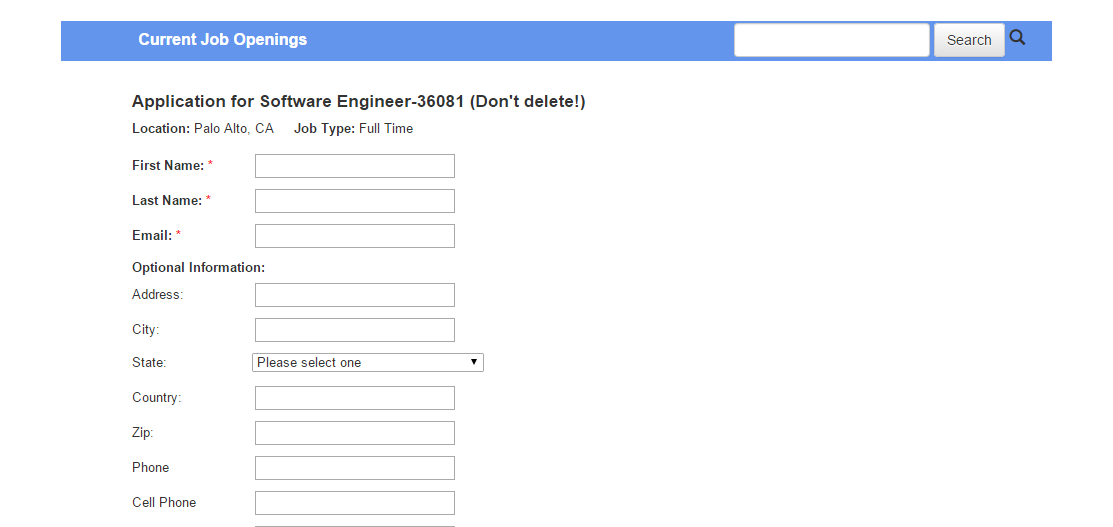 Current Job Openings
Search
Application for Software Engineer-36081 (Don't delete!)
Location: Palo Alto, CA Job Type: Full Time
First Name: *
Last Name: *
Email: *
Optional Information:
Address:
City:
State: Please select one
Country:
Zip:
Phone
Cell Phone